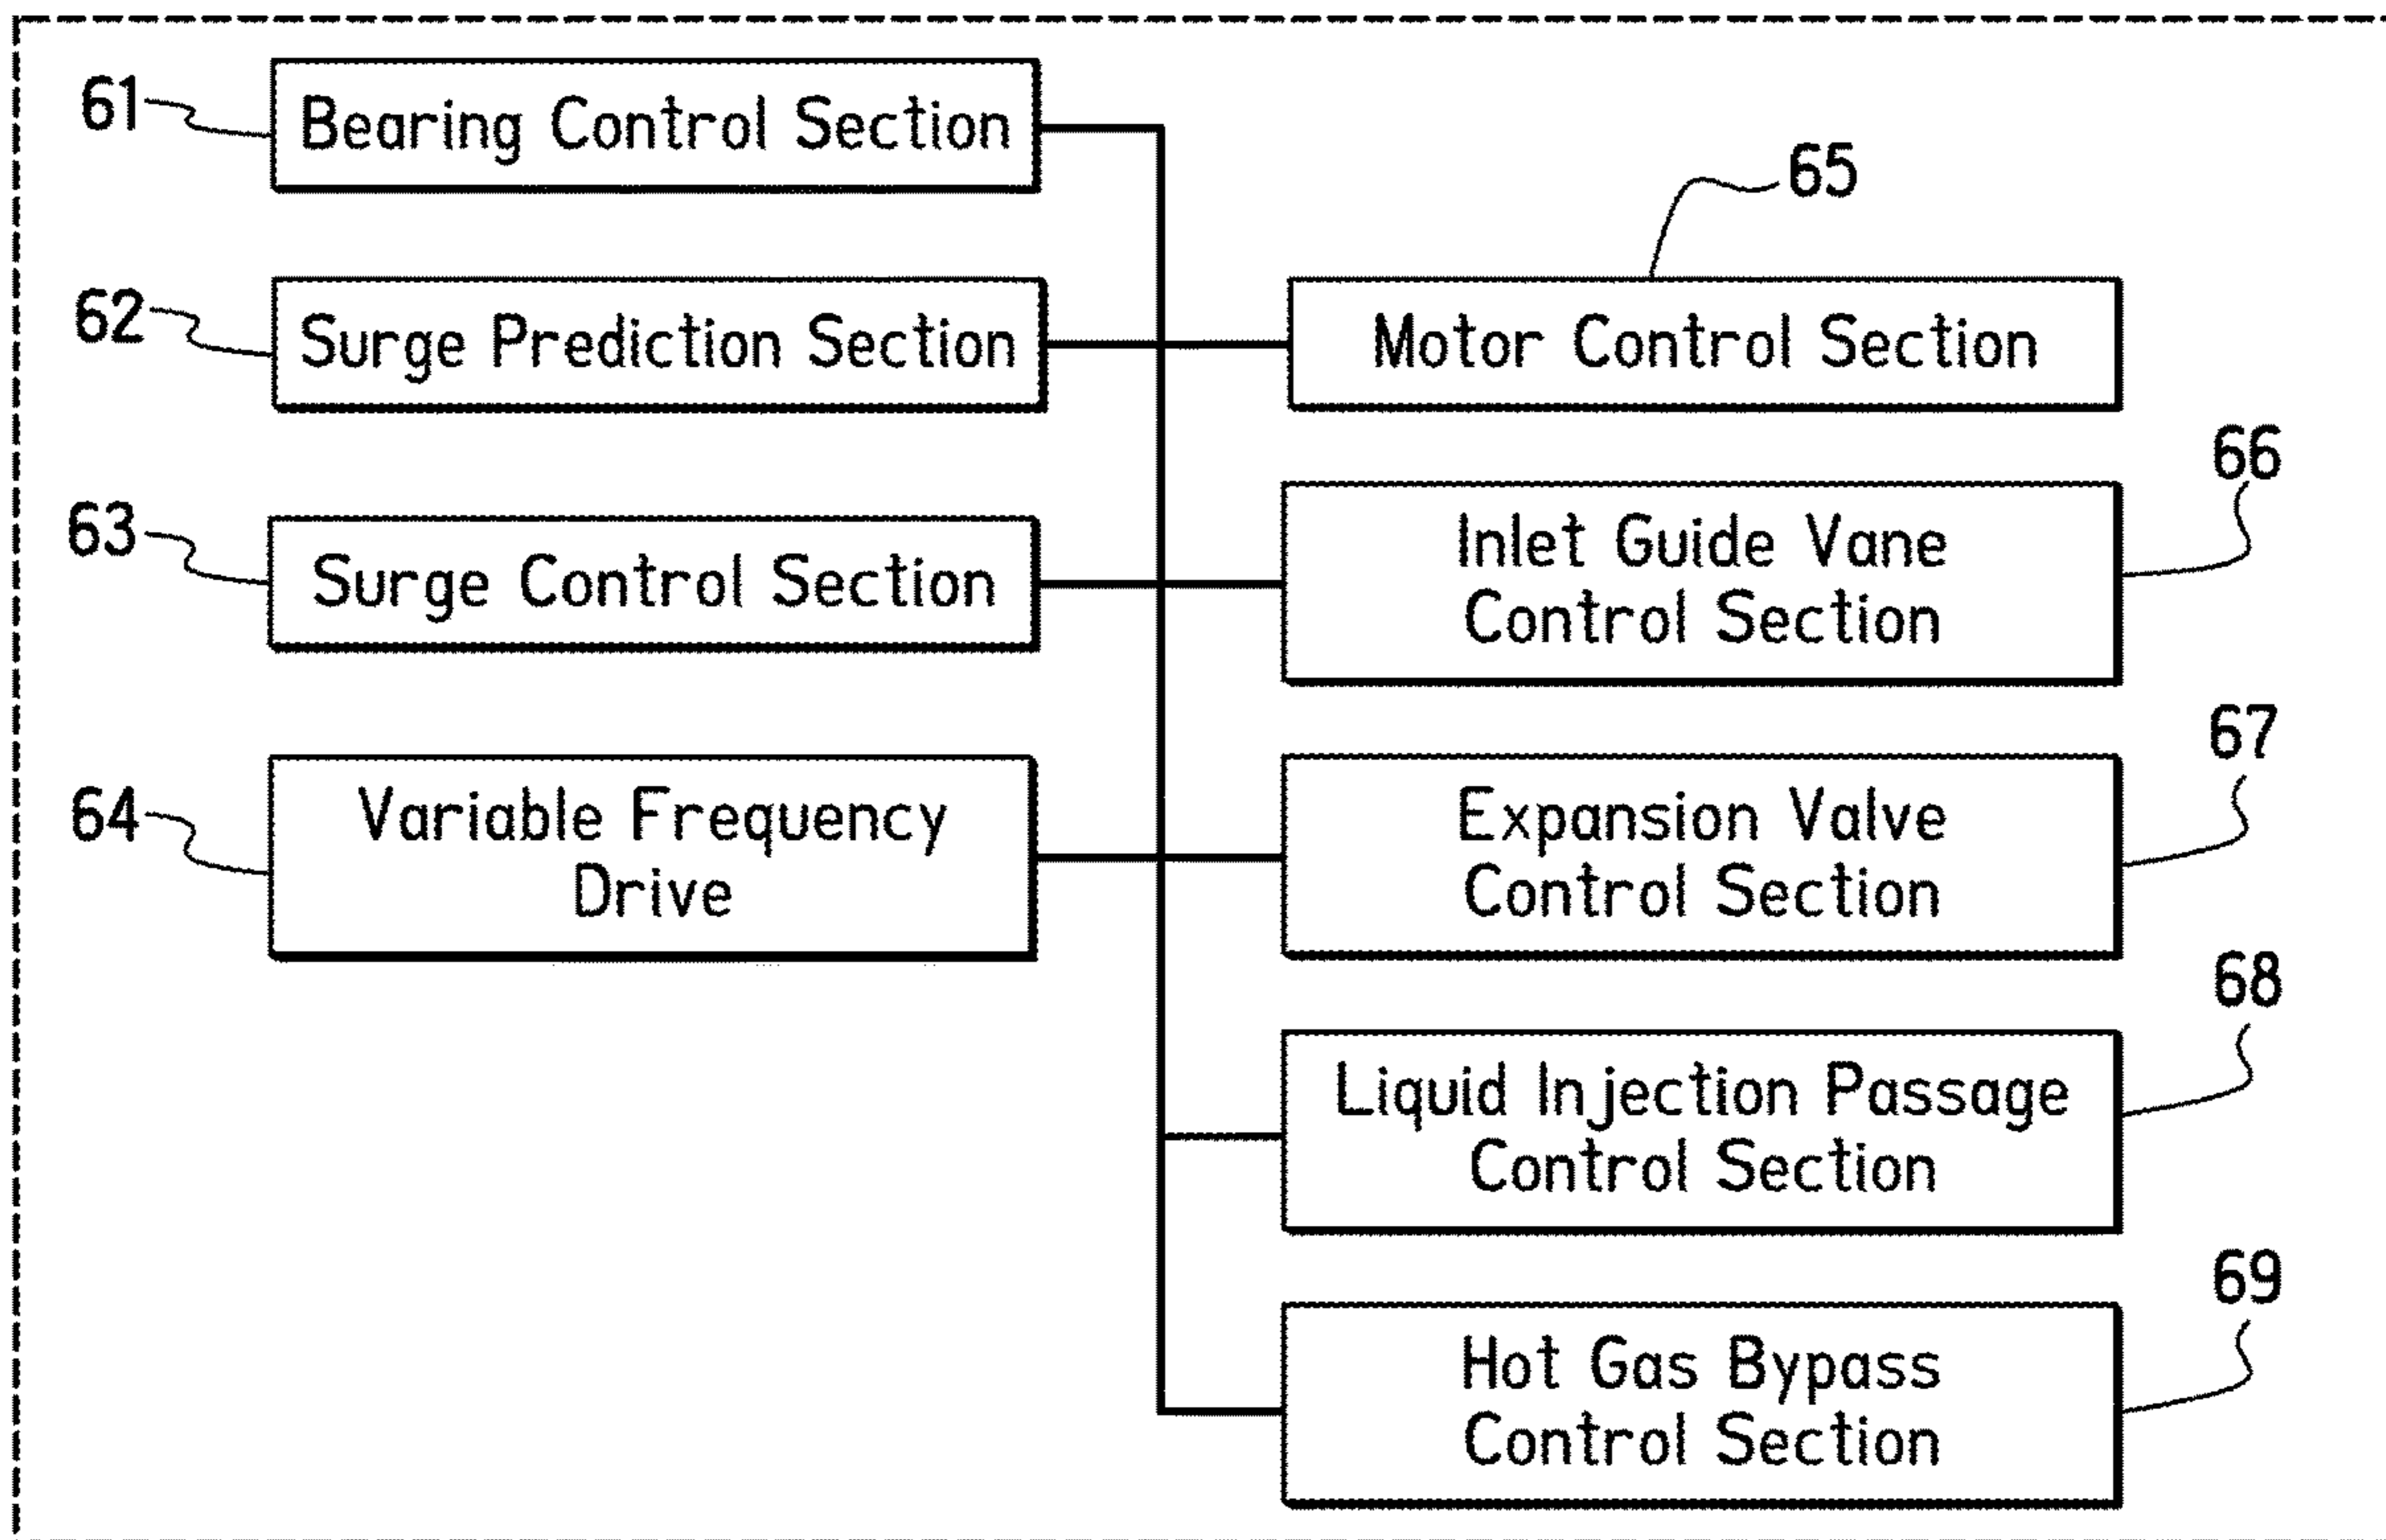 61
Bearing Control Section
65
62
Surge Prediction Section
Motor Control Section
66
63
Surge Control Section
Inlet Guide Vane
Control Section
67
64
Variable Frequency
Drive
Expansion Valve
Control Section
68
Liquid Injection Passage
Control Section
69
Hot Gas Bypass
Control Section